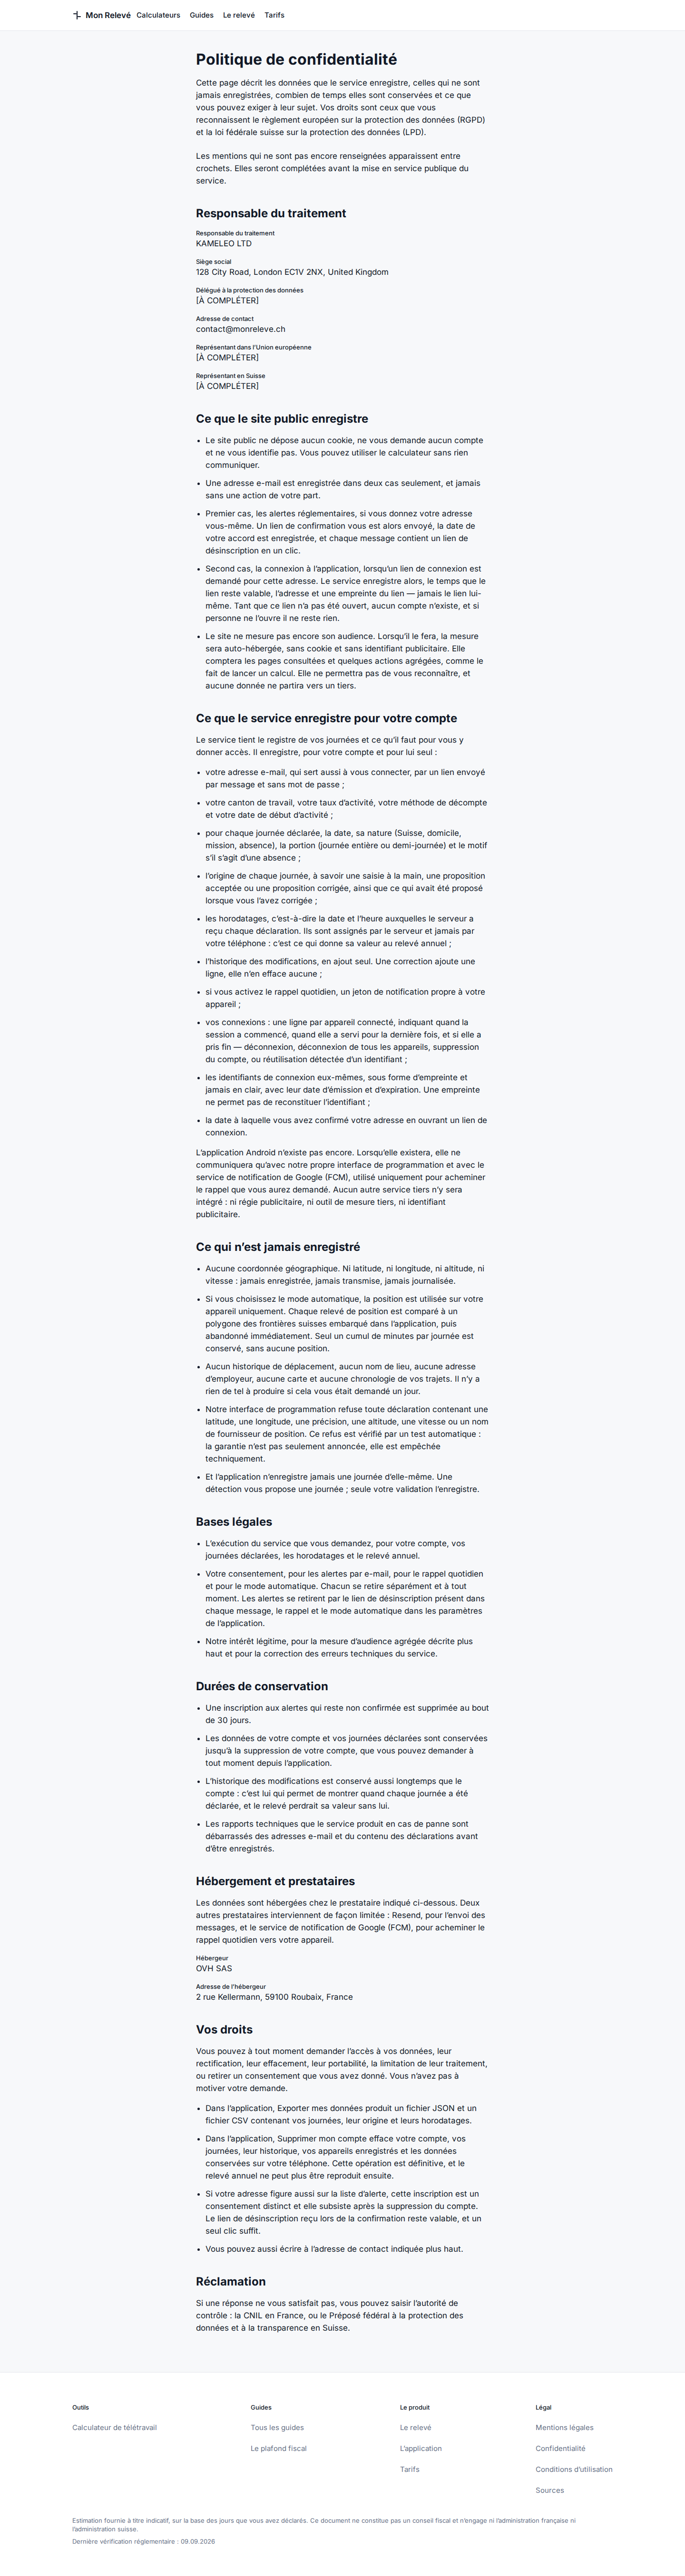 Mon Relevé Calculateurs Guides Le relevé Tarifs
Politique de confidentialité
Cette page décrit les données que le service enregistre, celles qui ne sont
jamais enregistrées, combien de temps elles sont conservées et ce que
vous pouvez exiger à leur sujet. Vos droits sont ceux que vous
reconnaissent le règlement européen sur la protection des données (RGPD)
et la loi fédérale suisse sur la protection des données (LPD).
Les mentions qui ne sont pas encore renseignées apparaissent entre
crochets. Elles seront complétées avant la mise en service publique du
service.
Responsable du traitement
Responsable du traitement
KAMELEO LTD
Siège social
128 City Road, London EC1V 2NX, United Kingdom
Délégué à la protection des données
[À COMPLÉTER]
Adresse de contact
contact@monreleve.ch
Représentant dans l'Union européenne
[À COMPLÉTER]
Représentant en Suisse
[À COMPLÉTER]
Ce que le site public enregistre
• Le site public ne dépose aucun cookie, ne vous demande aucun compte
et ne vous identifie pas. Vous pouvez utiliser le calculateur sans rien
communiquer.
• Une adresse e-mail est enregistrée dans deux cas seulement, et jamais
sans une action de votre part.
• Premier cas, les alertes réglementaires, si vous donnez votre adresse
vous-même. Un lien de confirmation vous est alors envoyé, la date de
votre accord est enregistrée, et chaque message contient un lien de
désinscription en un clic.
• Second cas, la connexion à l'application, lorsqu'un lien de connexion est
demandé pour cette adresse. Le service enregistre alors, le temps que le
lien reste valable, l'adresse et une empreinte du lien — jamais le lien lui-
même. Tant que ce lien n'a pas été ouvert, aucun compte n'existe, et si
personne ne l'ouvre il ne reste rien.
• Le site ne mesure pas encore son audience. Lorsqu'il le fera, la mesure
sera auto-hébergée, sans cookie et sans identifiant publicitaire. Elle
comptera les pages consultées et quelques actions agrégées, comme le
fait de lancer un calcul. Elle ne permettra pas de vous reconnaître, et
aucune donnée ne partira vers un tiers.
Ce que le service enregistre pour votre compte
Le service tient le registre de vos journées et ce qu'il faut pour vous y
donner accès. Il enregistre, pour votre compte et pour lui seul :
• votre adresse e-mail, qui sert aussi à vous connecter, par un lien envoyé
par message et sans mot de passe ;
• votre canton de travail, votre taux d'activité, votre méthode de décompte
et votre date de début d'activité ;
• pour chaque journée déclarée, la date, sa nature (Suisse, domicile,
mission, absence), la portion (journée entière ou demi-journée) et le motif
s'il s'agit d'une absence ;
• l'origine de chaque journée, à savoir une saisie à la main, une proposition
acceptée ou une proposition corrigée, ainsi que ce qui avait été proposé
lorsque vous l'avez corrigée ;
• les horodatages, c'est-à-dire la date et l'heure auxquelles le serveur a
reçu chaque déclaration. Ils sont assignés par le serveur et jamais par
votre téléphone : c'est ce qui donne sa valeur au relevé annuel ;
• l'historique des modifications, en ajout seul. Une correction ajoute une
ligne, elle n'en efface aucune ;
• si vous activez le rappel quotidien, un jeton de notification propre à votre
appareil ;
• vos connexions : une ligne par appareil connecté, indiquant quand la
session a commencé, quand elle a servi pour la dernière fois, et si elle a
pris fin — déconnexion, déconnexion de tous les appareils, suppression
du compte, ou réutilisation détectée d'un identifiant ;
• les identifiants de connexion eux-mêmes, sous forme d'empreinte et
jamais en clair, avec leur date d'émission et d'expiration. Une empreinte
ne permet pas de reconstituer l'identifiant ;
• la date à laquelle vous avez confirmé votre adresse en ouvrant un lien de
connexion.
L'application Android n'existe pas encore. Lorsqu'elle existera, elle ne
communiquera qu'avec notre propre interface de programmation et avec le
service de notification de Google (FCM), utilisé uniquement pour acheminer
le rappel que vous aurez demandé. Aucun autre service tiers n'y sera
intégré : ni régie publicitaire, ni outil de mesure tiers, ni identifiant
publicitaire.
Ce qui n'est jamais enregistré
• Aucune coordonnée géographique. Ni latitude, ni longitude, ni altitude, ni
vitesse : jamais enregistrée, jamais transmise, jamais journalisée.
• Si vous choisissez le mode automatique, la position est utilisée sur votre
appareil uniquement. Chaque relevé de position est comparé à un
polygone des frontières suisses embarqué dans l'application, puis
abandonné immédiatement. Seul un cumul de minutes par journée est
conservé, sans aucune position.
• Aucun historique de déplacement, aucun nom de lieu, aucune adresse
d'employeur, aucune carte et aucune chronologie de vos trajets. Il n'y a
rien de tel à produire si cela vous était demandé un jour.
• Notre interface de programmation refuse toute déclaration contenant une
latitude, une longitude, une précision, une altitude, une vitesse ou un nom
de fournisseur de position. Ce refus est vérifié par un test automatique :
la garantie n'est pas seulement annoncée, elle est empêchée
techniquement.
• Et l'application n'enregistre jamais une journée d'elle-même. Une
détection vous propose une journée ; seule votre validation l'enregistre.
Bases légales
• L'exécution du service que vous demandez, pour votre compte, vos
journées déclarées, les horodatages et le relevé annuel.
• Votre consentement, pour les alertes par e-mail, pour le rappel quotidien
et pour le mode automatique. Chacun se retire séparément et à tout
moment. Les alertes se retirent par le lien de désinscription présent dans
chaque message, le rappel et le mode automatique dans les paramètres
de l'application.
• Notre intérêt légitime, pour la mesure d'audience agrégée décrite plus
haut et pour la correction des erreurs techniques du service.
Durées de conservation
• Une inscription aux alertes qui reste non confirmée est supprimée au bout
de 30 jours.
• Les données de votre compte et vos journées déclarées sont conservées
jusqu'à la suppression de votre compte, que vous pouvez demander à
tout moment depuis l'application.
• L'historique des modifications est conservé aussi longtemps que le
compte : c'est lui qui permet de montrer quand chaque journée a été
déclarée, et le relevé perdrait sa valeur sans lui.
• Les rapports techniques que le service produit en cas de panne sont
débarrassés des adresses e-mail et du contenu des déclarations avant
d'être enregistrés.
Hébergement et prestataires
Les données sont hébergées chez le prestataire indiqué ci-dessous. Deux
autres prestataires interviennent de façon limitée : Resend, pour l'envoi des
messages, et le service de notification de Google (FCM), pour acheminer le
rappel quotidien vers votre appareil.
Hébergeur
OVH SAS
Adresse de l'hébergeur
2 rue Kellermann, 59100 Roubaix, France
Vos droits
Vous pouvez à tout moment demander l'accès à vos données, leur
rectification, leur effacement, leur portabilité, la limitation de leur traitement,
ou retirer un consentement que vous avez donné. Vous n'avez pas à
motiver votre demande.
• Dans l'application, Exporter mes données produit un fichier JSON et un
fichier CSV contenant vos journées, leur origine et leurs horodatages.
• Dans l'application, Supprimer mon compte efface votre compte, vos
journées, leur historique, vos appareils enregistrés et les données
conservées sur votre téléphone. Cette opération est définitive, et le
relevé annuel ne peut plus être reproduit ensuite.
• Si votre adresse figure aussi sur la liste d'alerte, cette inscription est un
consentement distinct et elle subsiste après la suppression du compte.
Le lien de désinscription reçu lors de la confirmation reste valable, et un
seul clic suffit.
• Vous pouvez aussi écrire à l'adresse de contact indiquée plus haut.
Réclamation
Si une réponse ne vous satisfait pas, vous pouvez saisir l'autorité de
contrôle : la CNIL en France, ou le Préposé fédéral à la protection des
données et à la transparence en Suisse.
Outils Guides Le produit Légal
Calculateur de télétravail Tous les guides Le relevé Mentions légales
Le plafond fiscal L'application Confidentialité
Tarifs Conditions d'utilisation
Sources
Estimation fournie à titre indicatif, sur la base des jours que vous avez déclarés. Ce document ne constitue pas un conseil fiscal et n'engage ni l'administration française ni
l'administration suisse.
Dernière vérification réglementaire : 09.09.2026